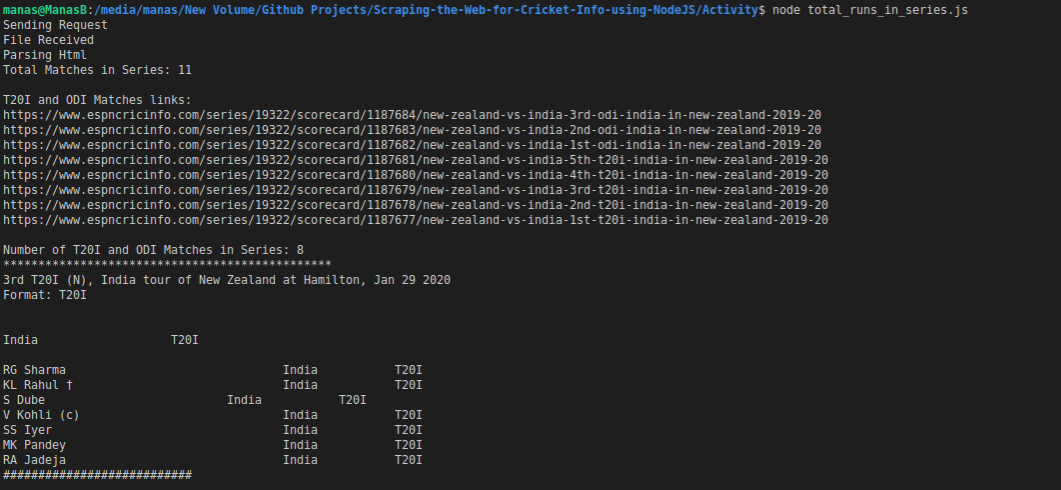 manas@ManasB:/media/manas/New Volume/Github Projects/Scraping-the-Web-for-Cricket-Info-using-NodeJS/Activity$ node total_runs_in_series.js
Sending Request
File Received
Parsing Html
Total Matches in Series: 11
T20I and ODI Matches links:
https://www.espncricinfo.com/series/19322/scorecard/1187684/new-zealand-vs-india-3rd-odi-india-in-new-zealand-2019-20
https://www.espncricinfo.com/series/19322/scorecard/1187683/new-zealand-vs-india-2nd-odi-india-in-new-zealand-2019-20
https://www.espncricinfo.com/series/19322/scorecard/1187682/new-zealand-vs-india-1st-odi-india-in-new-zealand-2019-20
https://www.espncricinfo.com/series/19322/scorecard/1187681/new-zealand-vs-india-5th-t20i-india-in-new-zealand-2019-20
https://www.espncricinfo.com/series/19322/scorecard/1187680/new-zealand-vs-india-4th-t20i-india-in-new-zealand-2019-20
https://www.espncricinfo.com/series/19322/scorecard/1187679/new-zealand-vs-india-3rd-t20i-india-in-new-zealand-2019-20
https://www.espncricinfo.com/series/19322/scorecard/1187678/new-zealand-vs-india-2nd-t20i-india-in-new-zealand-2019-20
https://www.espncricinfo.com/series/19322/scorecard/1187677/new-zealand-vs-india-1st-t20i-india-in-new-zealand-2019-20
Number of T20I and ODI Matches in Series: 8
***********************************************
3rd T20I (N), India tour of New Zealand at Hamilton, Jan 29 2020
Format: T20I
India T20I
RG Sharma India T20I
KL Rahul † India T20I
S Dube India T20I
V Kohli (c) India T20I
SS Iyer India T20I
MK Pandey India T20I
RA Jadeja India T20I
###########################